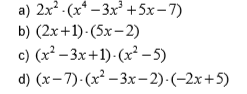 a) 2x² · (x⁴ – 3x³ + 5x – 7)
b) (2x + 1) · (5x – 2)
c) (x² – 3x + 1) · (x² – 5)
d) (x – 7) · (x² – 3x – 2) · (–2x + 5)